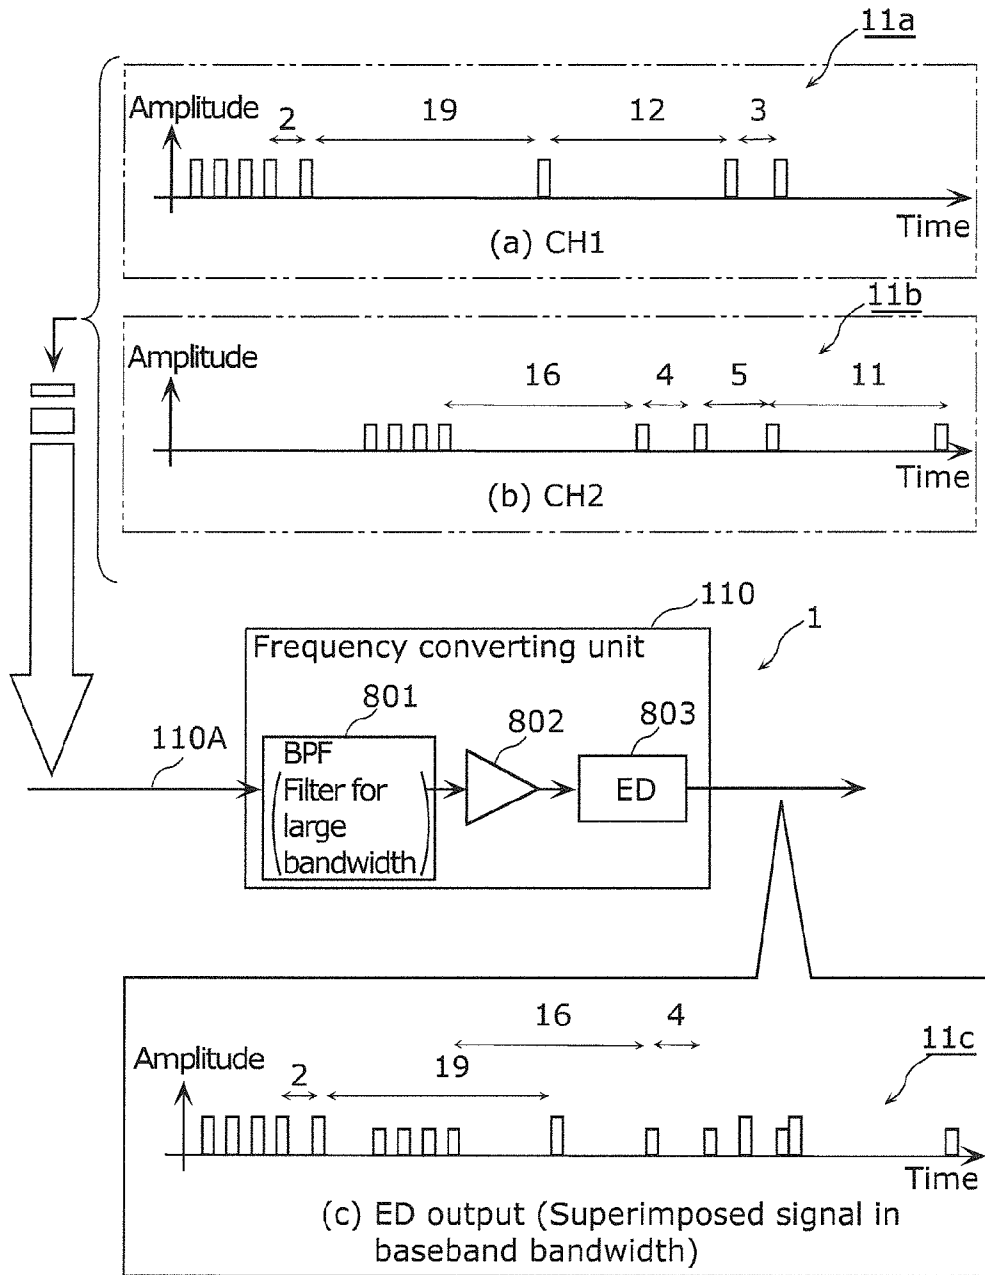 11a
Amplitude
2
19
12
3
Time
(a) CH1
11b
Amplitude
16
4
5
11
Time
(b) CH2
110
1
Frequency converting unit
801
802
803
110A
BPF
(Filter for
large
bandwidth)
ED
16
4
11c
Amplitude
2
19
Time
(c) ED output (Superimposed signal in
baseband bandwidth)